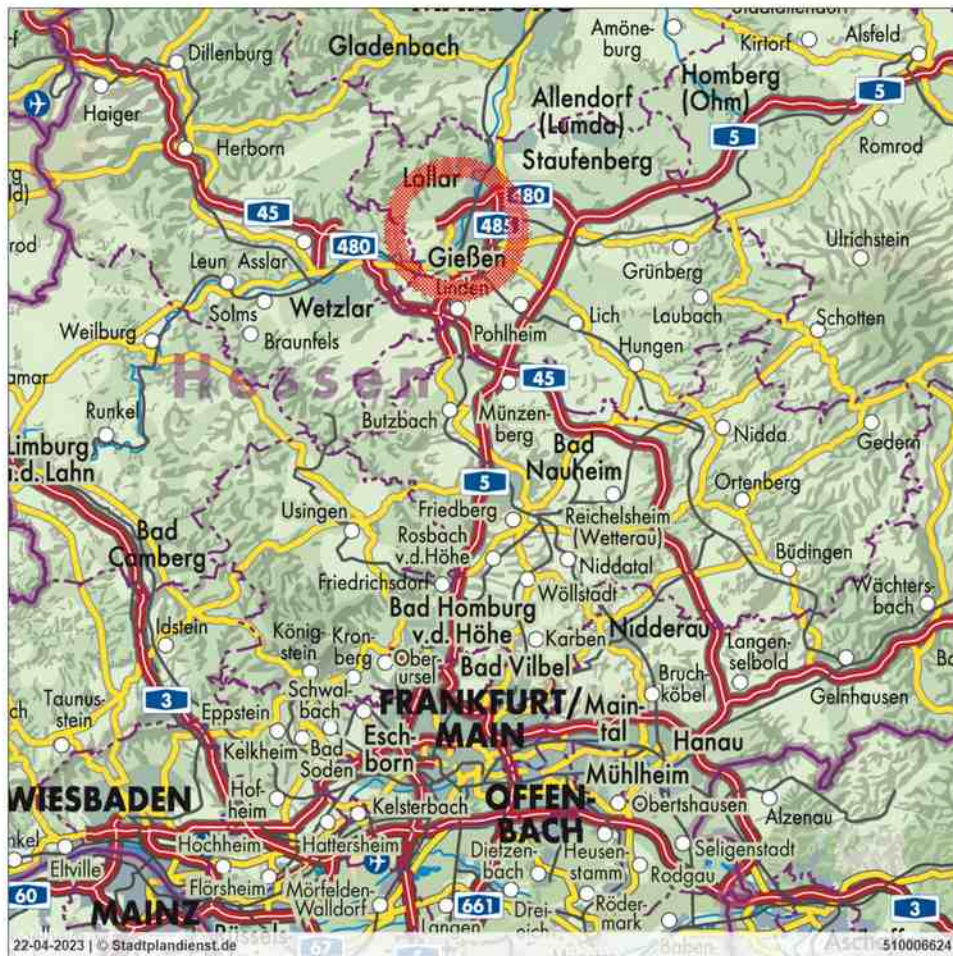 Gladenbach
Dillenburg
Haiger
Herborn
Amöne-
burg
Kirtorf
Alsfeld
Homberg
(Ohm)
5
5
Romrod
Allendorf
(Lumda)
Staufenberg
Lollar
480
485
45
480
Gießen
Leun
Asslar
Grünberg
Ulrichstein
Linden
Solms
Wetzlar
Lich
Laubach
Weilburg
Braunfels
Pohlheim
Schotten
Hungen
Hessen
45
Runkel
Butzbach
Münzen-
berg
Nidda
Gedern
Limburg
Bad
Nauheim
5
Ortenberg
Usingen
Friedberg
Reichelsheim
(Wetterau)
Bad
Camberg
Rosbach
v.d.Höhe
Niddatal
Büdingen
Friedrichsdorf
Wöllstadt
Wächters-
bach
Bad Homburg
v.d. Höhe
Nidderau
Idstein
König-
stein
Kron-
berg
Ober-
ursel
Karben
Langen-
selbold
Bad Vilbel
Bruch-
köbel
Gelnhausen
Taunus-
stein
3
Schwal-
bach
Eppstein
FRANKFURT/
MAIN
Main-
tal
Kelkheim
Bad
Soden
Esch-
born
Hanau
WIESBADEN
Hof-
heim
Mühlheim
Kelsterbach
OFFEN-
BACH
Obertshausen
Alzenau
Hochheim
Hattersheim
Eltville
Dietzen-
bach
Heusen-
stamm
Seligenstadt
Flörsheim
Rodgau
60
Mörfelden-
Walldorf
MAINZ
661
Langen
Drei-
eich
Röder-
mark
3
67
22-04-2023 | © Stadtplandienst.de
510006624